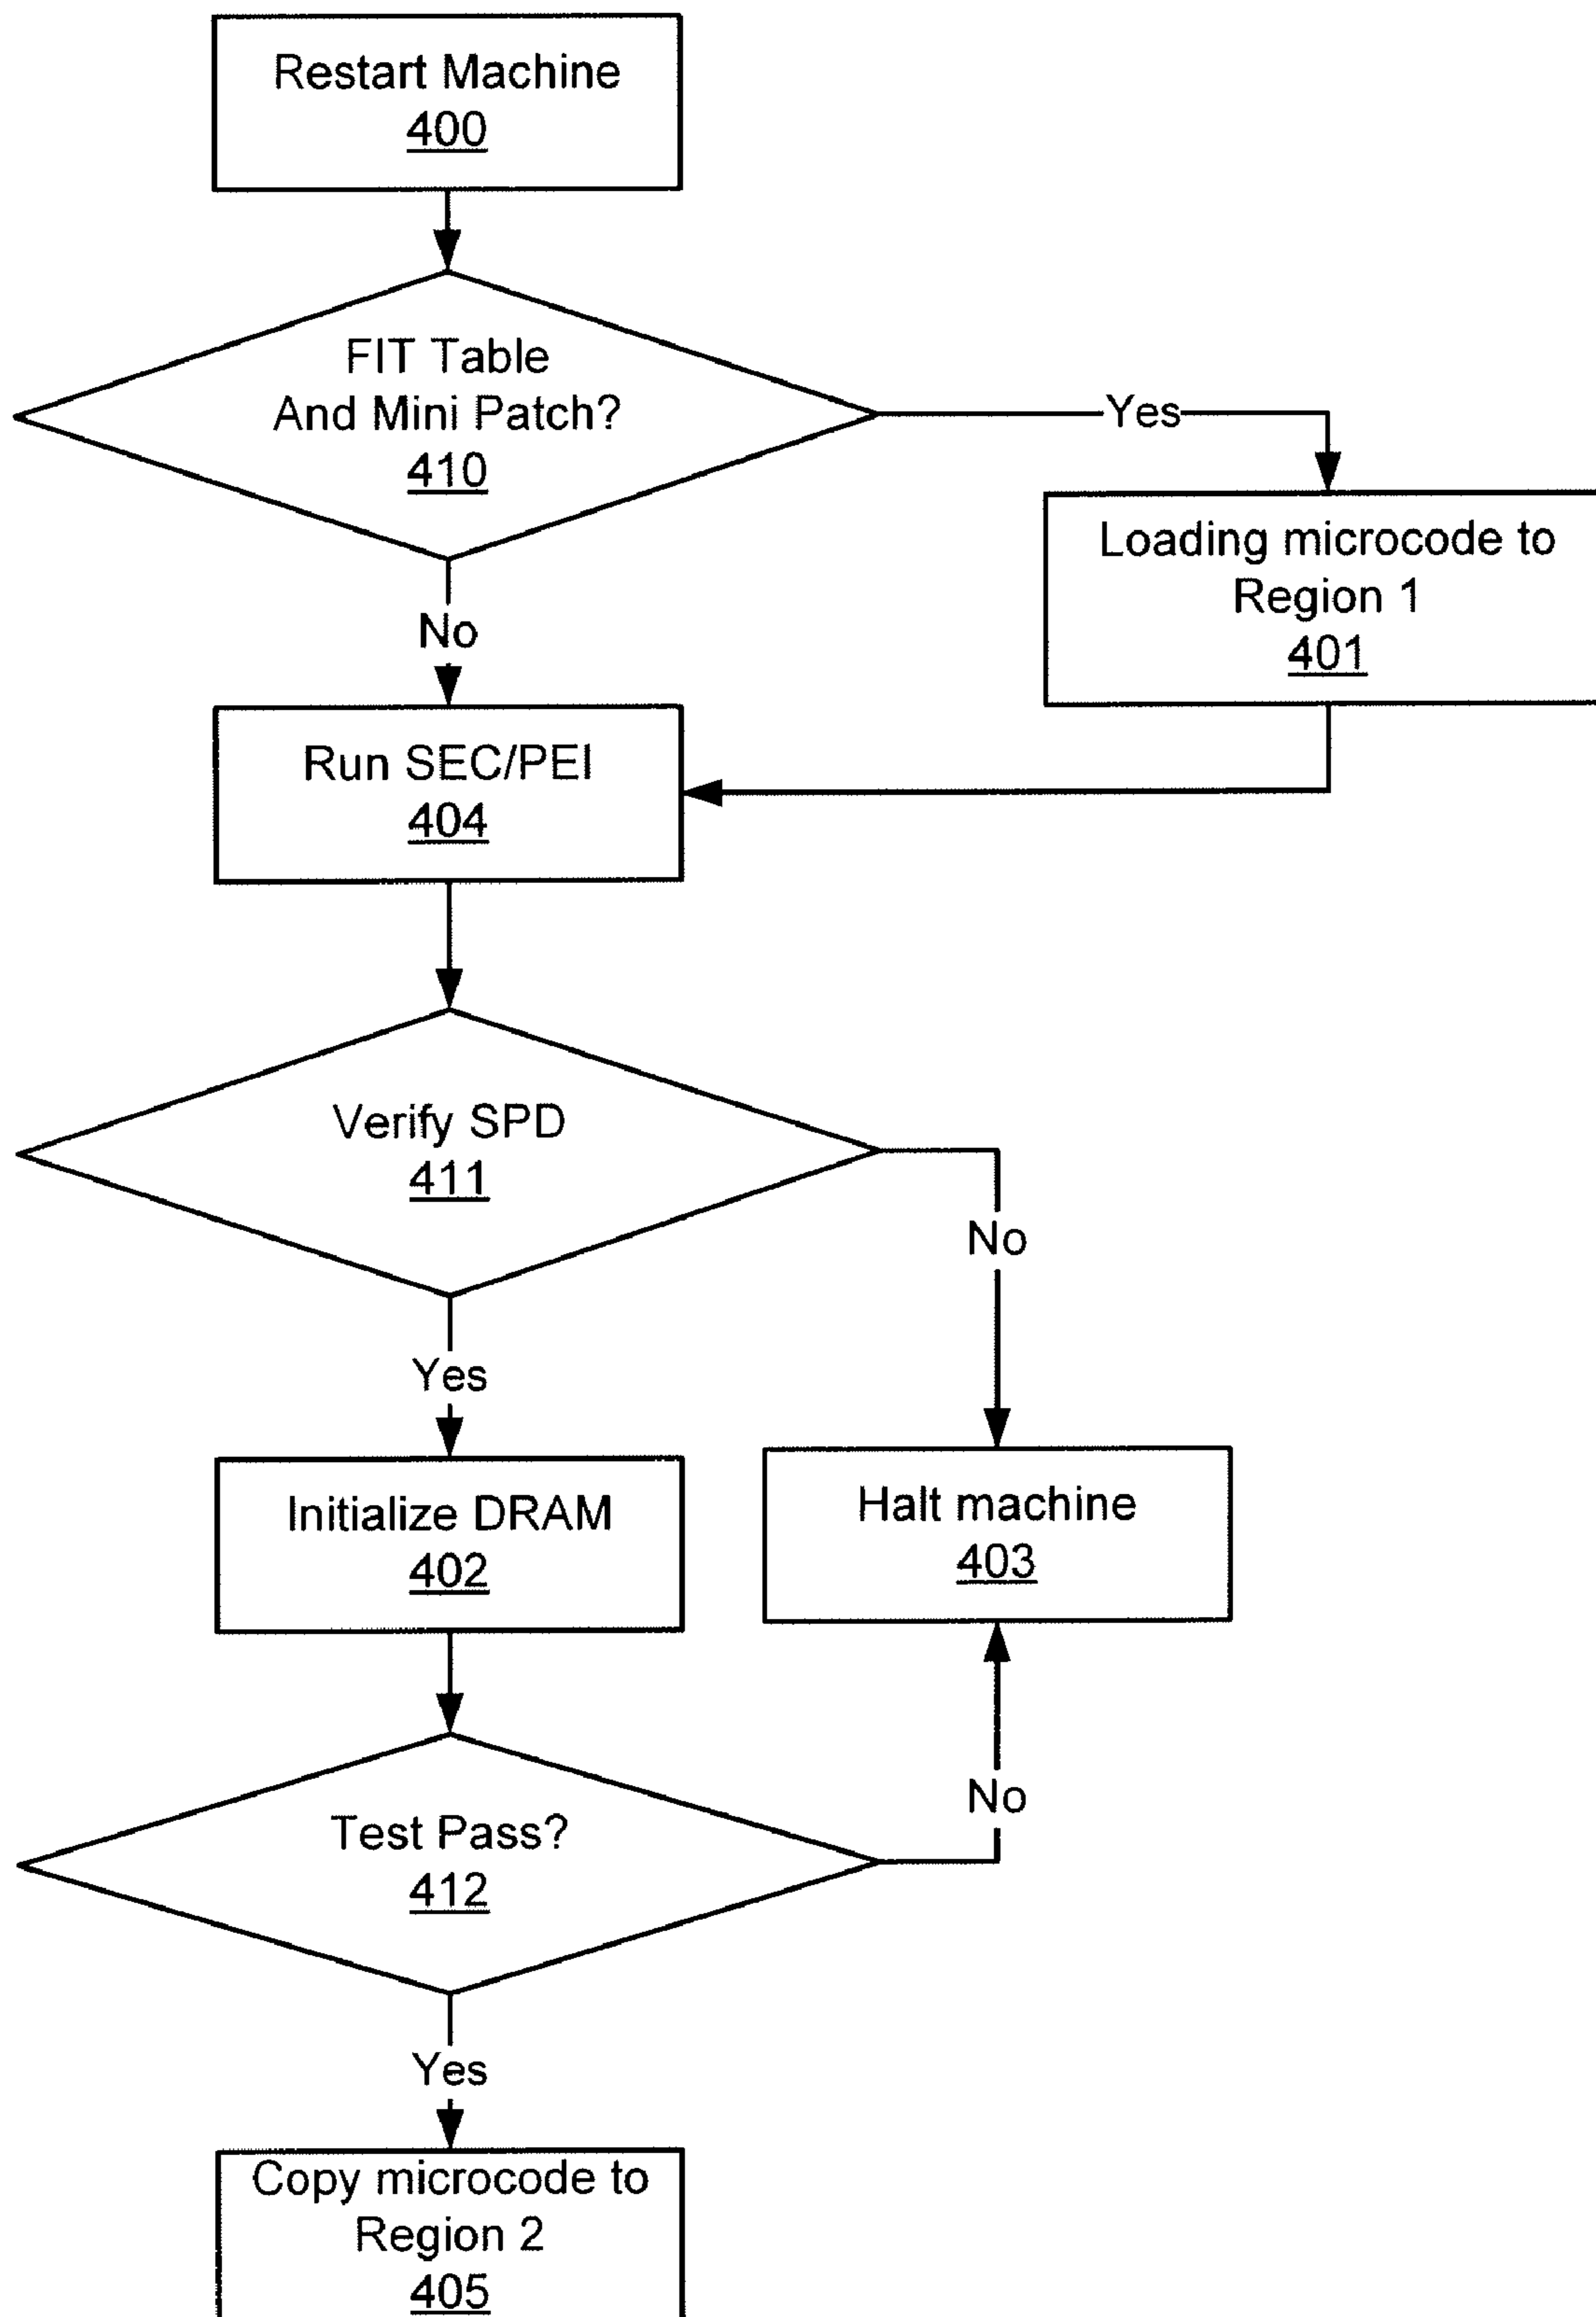 Restart Machine
400
FIT Table
And Mini Patch?
410
Yes
Loading microcode to
Region 1
401
No
Run SEC/PEI
404
Verify SPD
411
No
Yes
Initialize DRAM
402
Halt machine
403
Test Pass?
412
No
Yes
Copy microcode to
Region 2
405